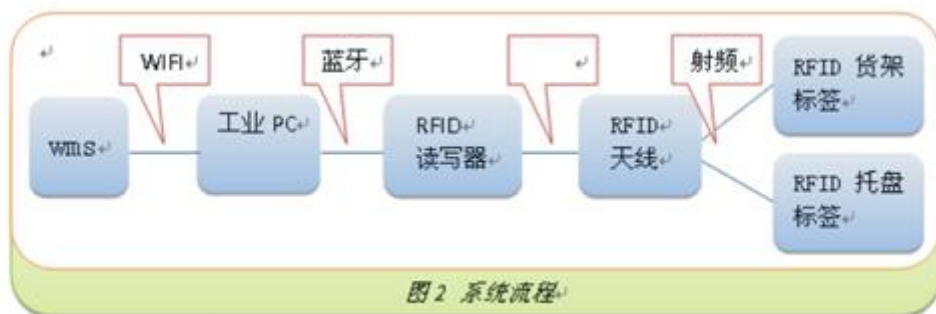 WIFI
蓝牙
射频
wms
工业 PC
RFID
读写器
RFID
天线
RFID 货架
标签
RFID 托盘
标签
图 2 系统流程